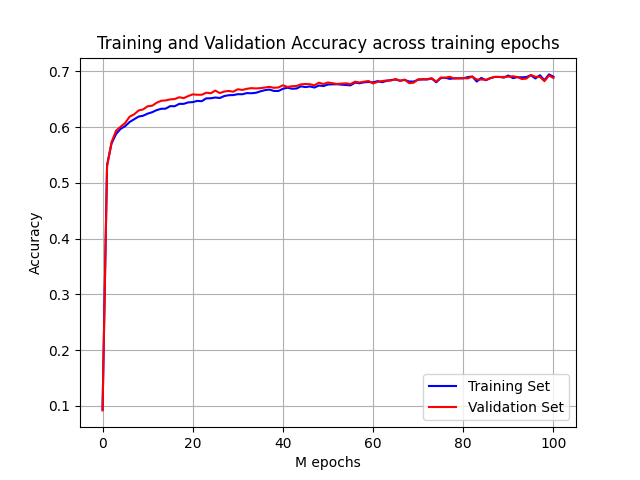 Training and Validation Accuracy across training epochs
0.7
0.6
0.5
0.4
0.3
0.2
0.1
Accuracy
Training Set
Validation Set
0 20 40 60 80 100
M epochs